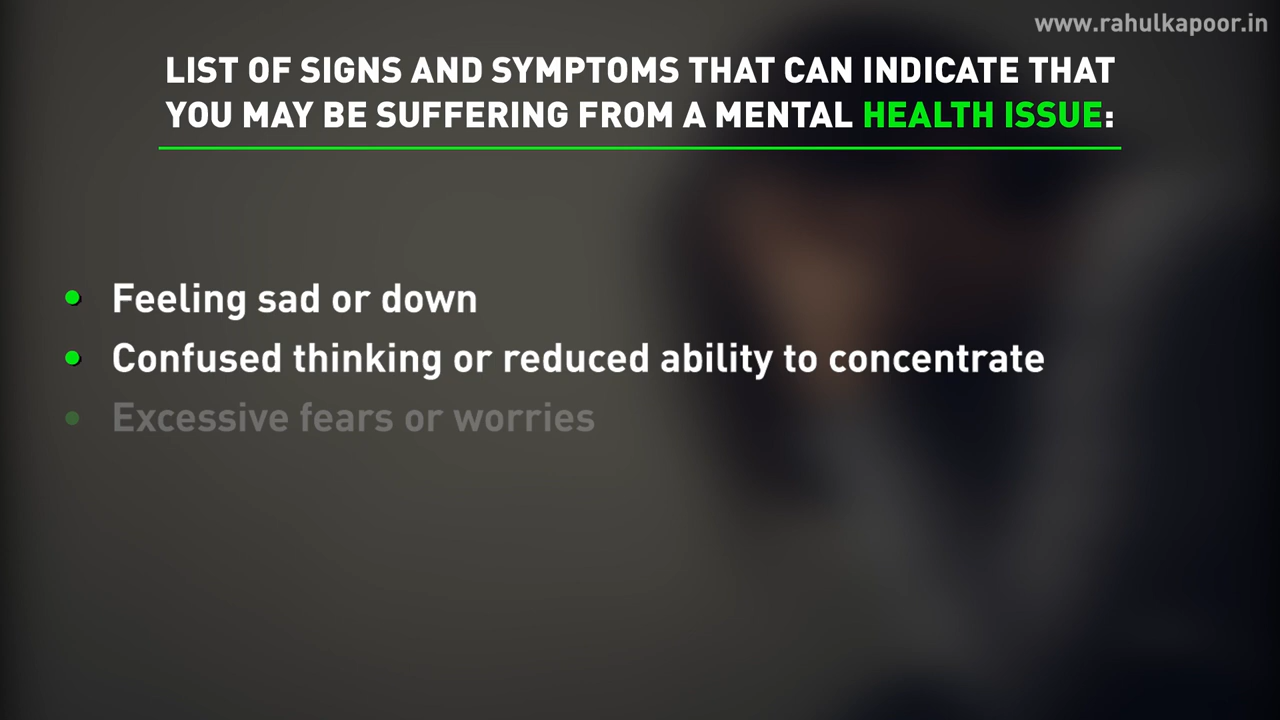 www.rahulkapoor.in
LIST OF SIGNS AND SYMPTOMS THAT CAN INDICATE THAT
YOU MAY BE SUFFERING FROM A MENTAL HEALTH ISSUE:
• Feeling sad or down
• Confused thinking or reduced ability to concentrate
• Excessive fears or worries